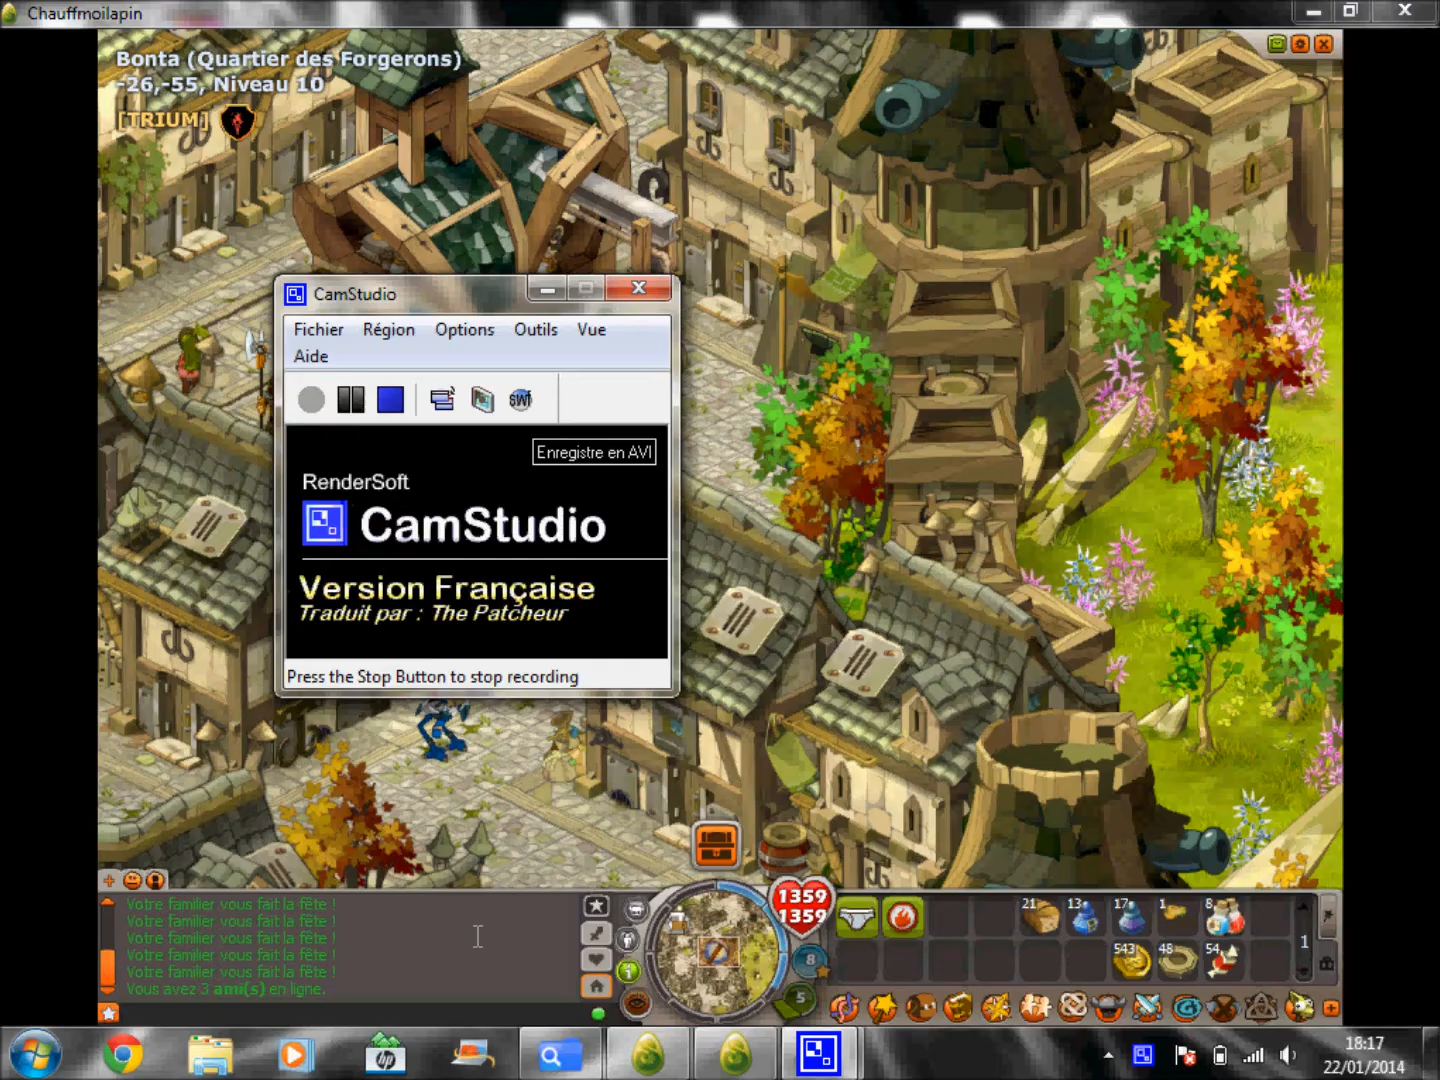 Chauffmoilapin
Bonta (Quartier des Forgerons)
-26,-55, Niveau 10
[TRIUM]
CamStudio
Fichier Région Options Outils Vue
Aide
swf
Enregistre en AVI
RenderSoft
CamStudio
Version Française
Traduit par : The Patcheur
Press the Stop Button to stop recording
Votre familier vous fait la fête !
Votre familier vous fait la fête !
Votre familier vous fait la fête !
Votre familier vous fait la fête !
Votre familier vous fait la fête !
Vous avez 3 ami(s) en ligne.
1359
1359
8
5
21 13 17 1 8
543 48 54
1
hp
18:17
22/01/2014